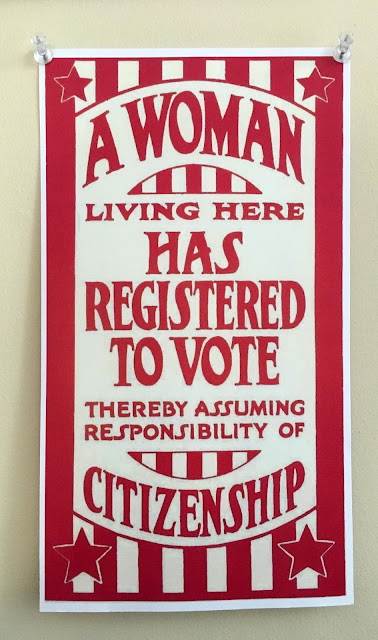 A WOMAN
LIVING HERE
HAS
REGISTERED
TO VOTE
THEREBY ASSUMING
RESPONSIBILITY OF
CITIZENSHIP